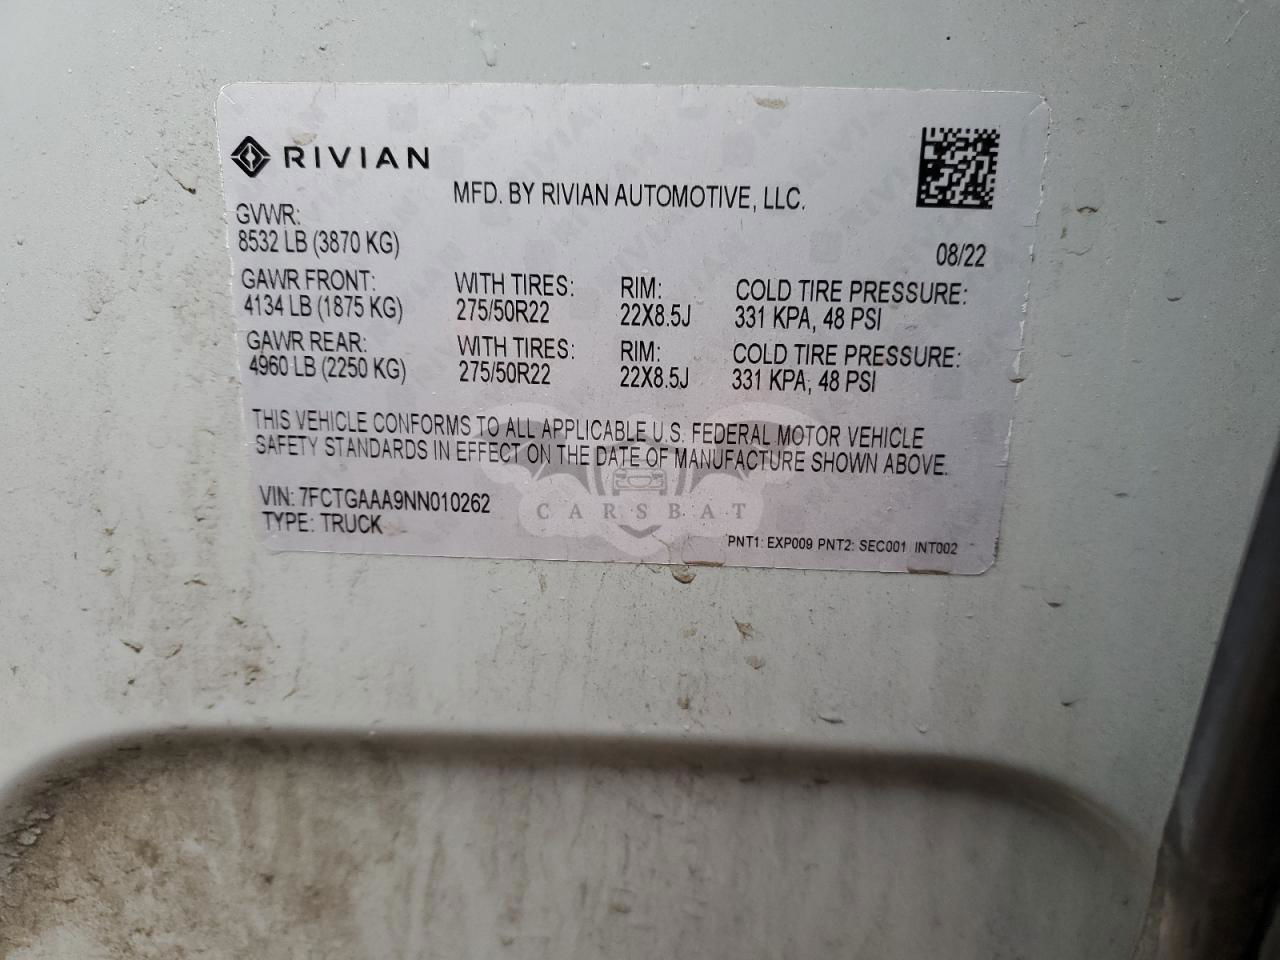 RIVIAN
MFD. BY RIVIAN AUTOMOTIVE, LLC.
GVWR:
8532 LB (3870 KG)
08/22
GAWR FRONT: WITH TIRES: RIM: COLD TIRE PRESSURE:
4134 LB (1875 KG) 275/50R22 22X8.5J 331 KPA, 48 PSI
GAWR REAR: WITH TIRES: RIM: COLD TIRE PRESSURE:
4960 LB (2250 KG) 275/50R22 22X8.5J 331 KPA, 48 PSI
THIS VEHICLE CONFORMS TO ALL APPLICABLE U.S. FEDERAL MOTOR VEHICLE
SAFETY STANDARDS IN EFFECT ON THE DATE OF MANUFACTURE SHOWN ABOVE.
VIN: 7FCTGAAA9NN010262
CARSBAT
TYPE: TRUCK
PNT1: EXP009 PNT2: SEC001 INT002